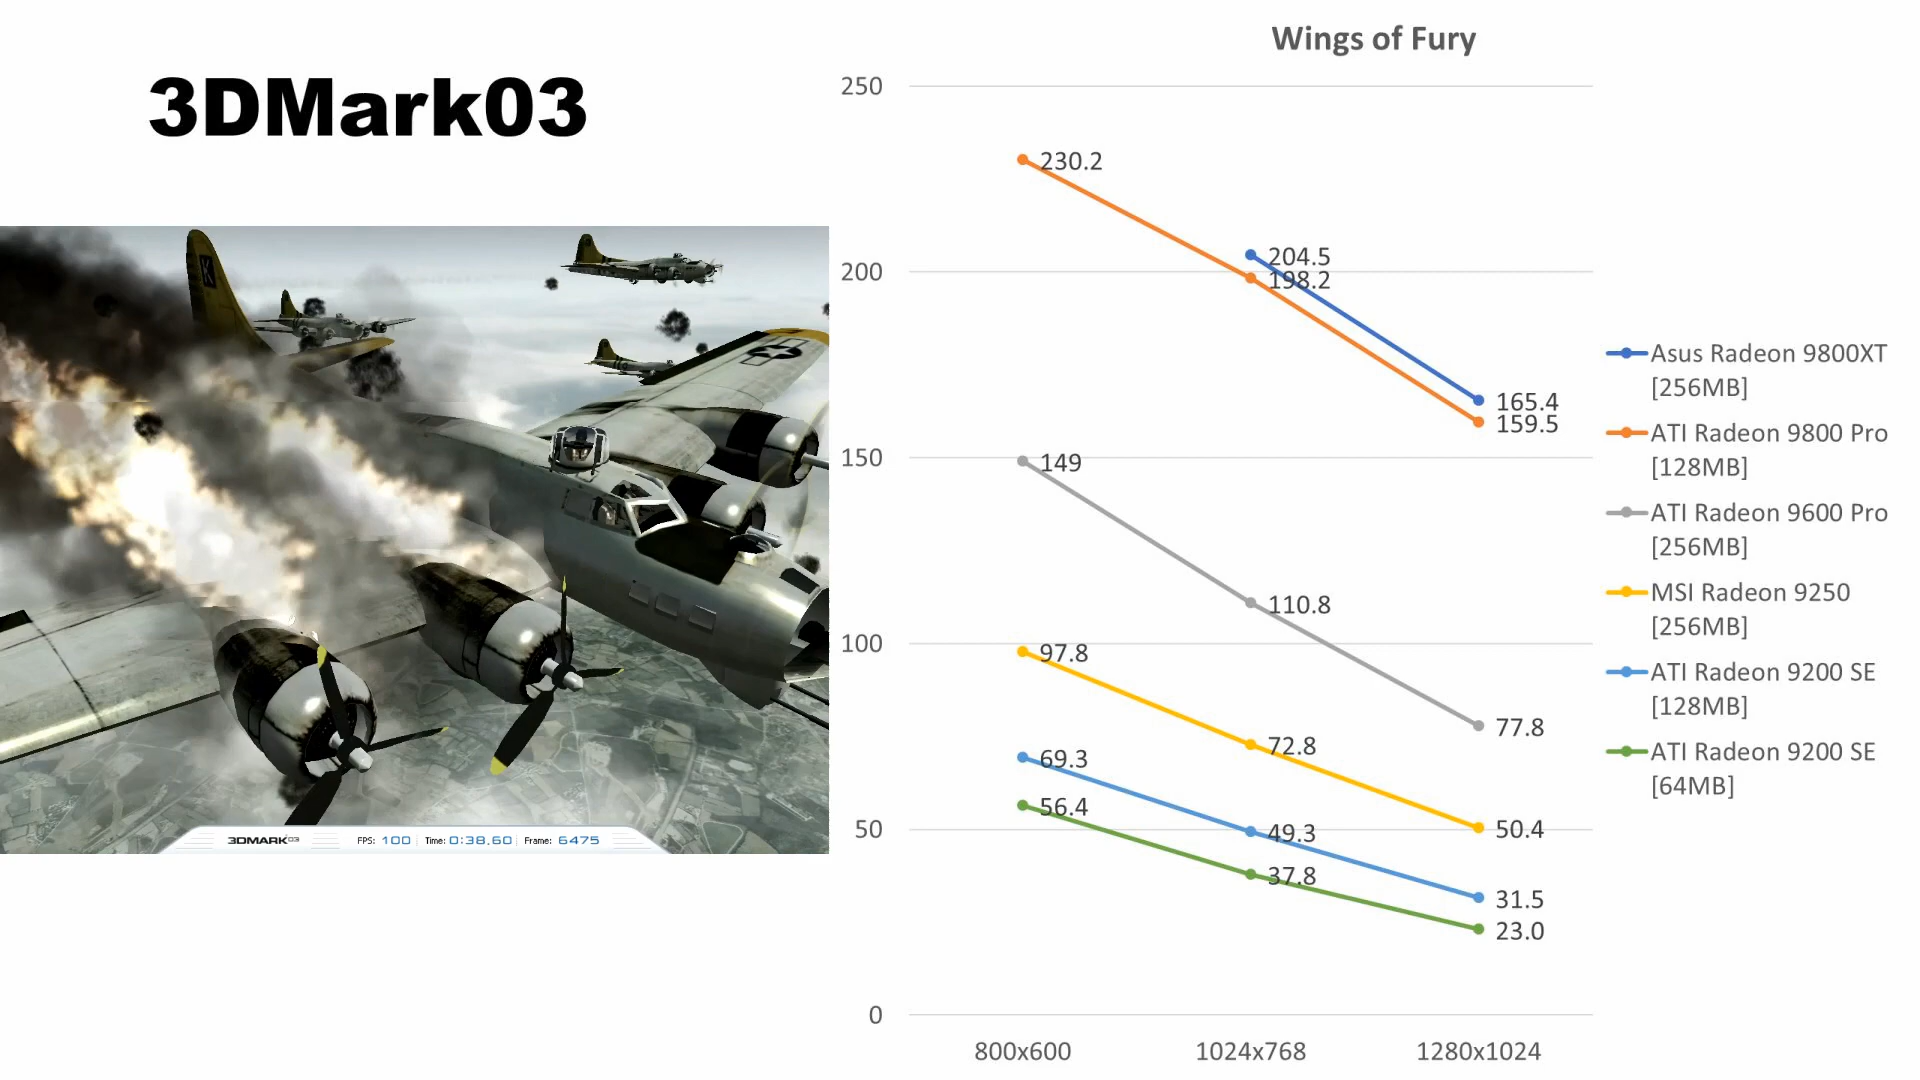 3DMark03
Wings of Fury
250
200
150
100
50
0
230.2
204.5
198.2
165.4
159.5
149
110.8
77.8
97.8
72.8
50.4
69.3
49.3
31.5
56.4
37.8
23.0
800x600
1024x768
1280x1024
Asus Radeon 9800XT
[256MB]
ATI Radeon 9800 Pro
[128MB]
ATI Radeon 9600 Pro
[256MB]
MSI Radeon 9250
[256MB]
ATI Radeon 9200 SE
[128MB]
ATI Radeon 9200 SE
[64MB]
K
3DMARK03 FPS: 100 Time: 0:38.60 Frame: 6475